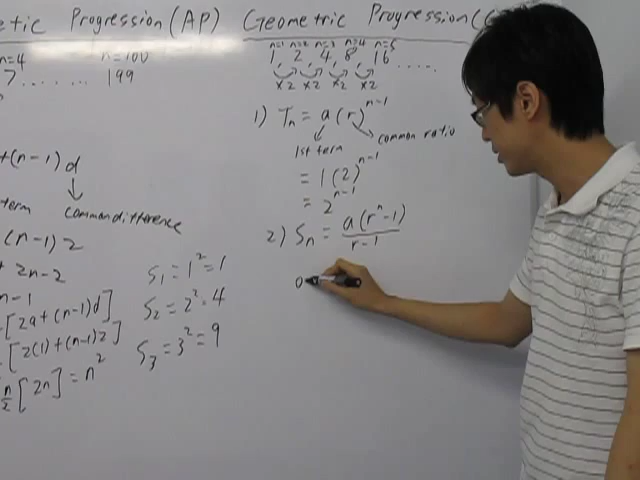 etic Progression(AP)
n=4 n=100
7 ........ 199
+(n-1)d
term common difference
(n-1)2
+ 2n-2
n-1
=[2a+(n-1)d]
[2(1)+(n-1)2]
n/2[2n] = n²
S₁ = 1² = 1
S₂ = 2² = 4
S₃ = 3² = 9
Geometric Progression(
n=1 n=2 n=3 n=4 n=5
1, 2, 4, 8, 16 .....
x2 x2 x2 x2
1) Tn = a(r)^(n-1)
1st term common ratio
= 1(2)^(n-1)
= 2^(n-1)
2) Sn = a(r^n-1)/r-1